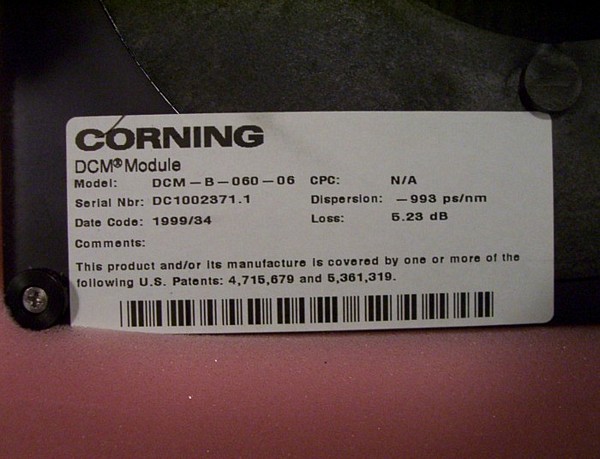 CORNING
DCM® Module
Model: DCM-B-060-06 CPC: N/A
Serial Nbr: DC1002371.1 Dispersion: -993 ps/nm
Date Code: 1999/34 Loss: 5.23 dB
Comments:
This product and/or its manufacture is covered by one or more of the
following U.S. Patents: 4,715,679 and 5,361,319.